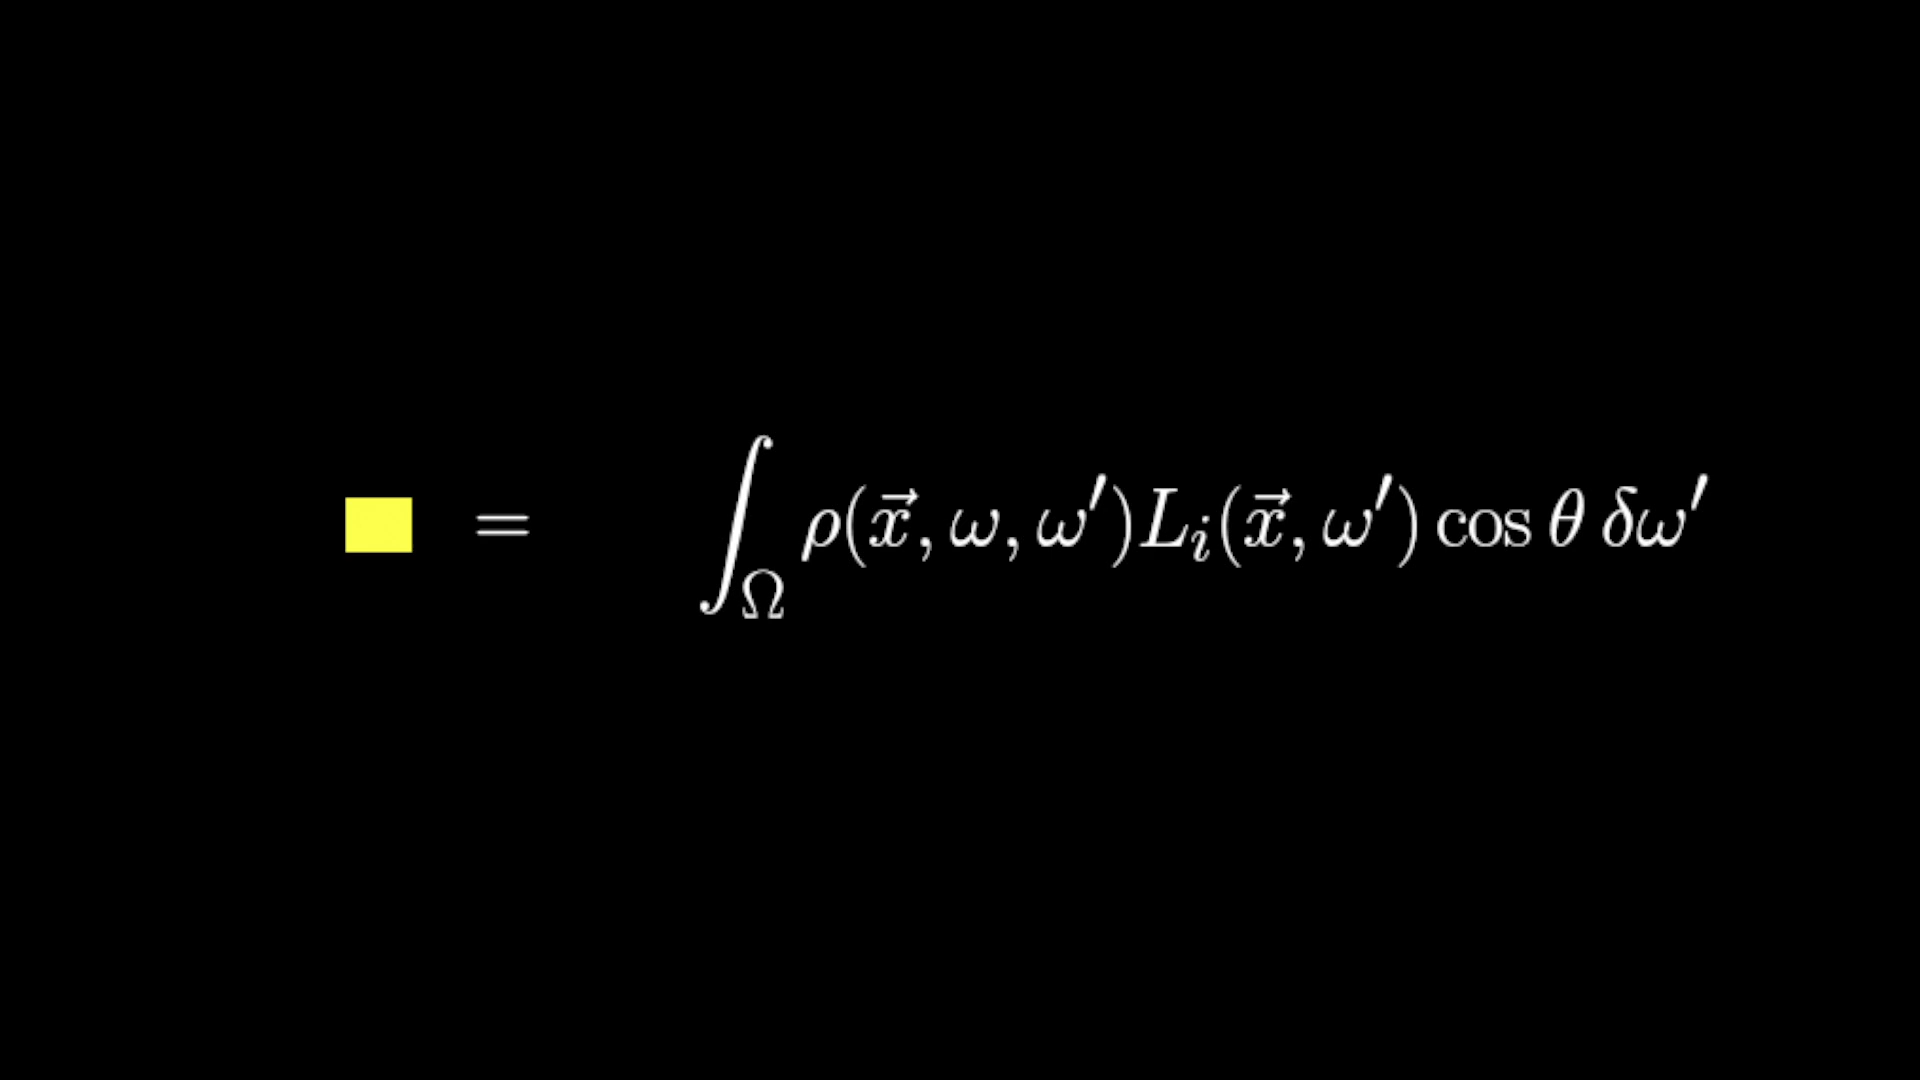 = ∫_Ω ρ(x⃗, ω, ω′)L_i(x⃗, ω′) cos θ δω′